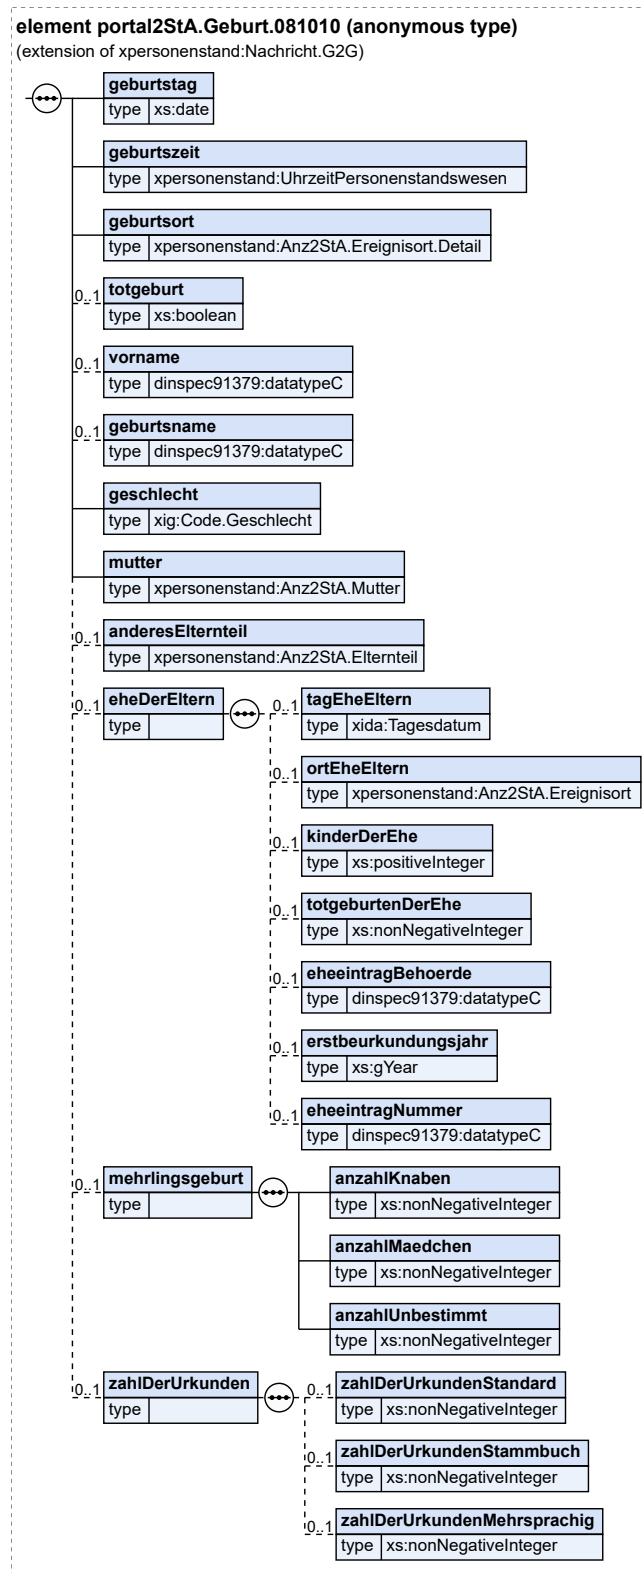 element portal2StA.Geburt.081010 (anonymous type)
(extension of xpersonenstand:Nachricht.G2G)
geburtstag
type xs:date
geburtszeit
type xpersonenstand:UhrzeitPersonenstandswesen
geburtsort
type xpersonenstand:Anz2StA.Ereignisort.Detail
0..1 totgeburt
type xs:boolean
0..1 vorname
type dinspec91379:datatypeC
0..1 geburtsname
type dinspec91379:datatypeC
geschlecht
type xig:Code.Geschlecht
mutter
type xpersonenstand:Anz2StA.Mutter
0..1 anderesElternteil
type xpersonenstand:Anz2StA.Elternteil
0..1 eheDerEltern
type
0..1 tagEheEltern
type xida:Tagesdatum
0..1 ortEheEltern
type xpersonenstand:Anz2StA.Ereignisort
0..1 kinderDerEhe
type xs:positiveInteger
0..1 totgeburtenDerEhe
type xs:nonNegativeInteger
0..1 eheeintragBehoerde
type dinspec91379:datatypeC
0..1 erstbeurkundungsjahr
type xs:gYear
0..1 eheeintragNummer
type dinspec91379:datatypeC
0..1 mehrlingsgeburt
type
anzahlKnaben
type xs:nonNegativeInteger
anzahlMaedchen
type xs:nonNegativeInteger
anzahlUnbestimmt
type xs:nonNegativeInteger
0..1 zahlDerUrkunden
type
0..1 zahlDerUrkundenStandard
type xs:nonNegativeInteger
0..1 zahlDerUrkundenStammbuch
type xs:nonNegativeInteger
0..1 zahlDerUrkundenMehrsprachig
type xs:nonNegativeInteger